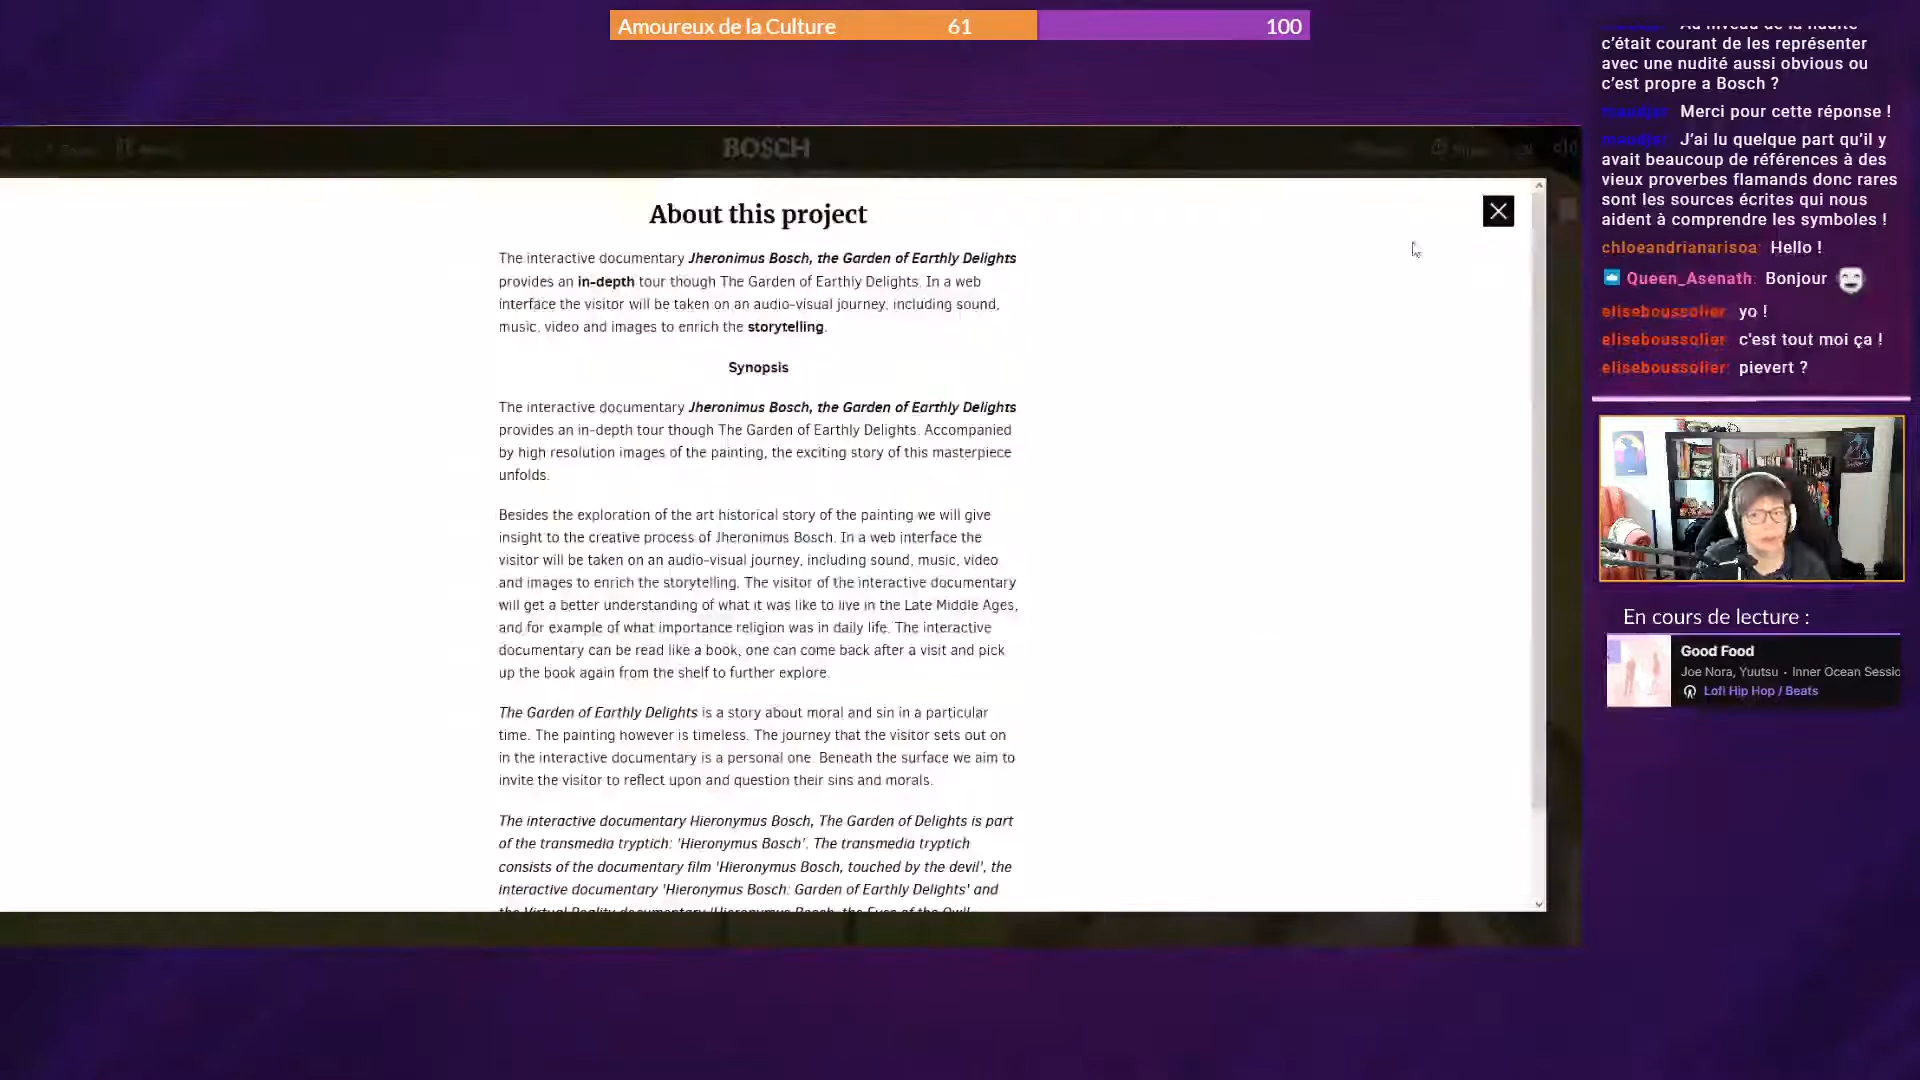 Amoureux de la Culture 61 100
BOSCH
About this project
The interactive documentary Jheronimus Bosch, the Garden of Earthly Delights
provides an in-depth tour though The Garden of Earthly Delights. In a web
interface the visitor will be taken on an audio-visual journey, including sound,
music, video and images to enrich the storytelling.
Synopsis
The interactive documentary Jheronimus Bosch, the Garden of Earthly Delights
provides an in-depth tour though The Garden of Earthly Delights. Accompanied
by high resolution images of the painting, the exciting story of this masterpiece
unfolds.
Besides the exploration of the art historical story of the painting we will give
insight to the creative process of Jheronimus Bosch. In a web interface the
visitor will be taken on an audio-visual journey, including sound, music, video
and images to enrich the storytelling. The visitor of the interactive documentary
will get a better understanding of what it was like to live in the Late Middle Ages,
and for example of what importance religion was in daily life. The interactive
documentary can be read like a book, one can come back after a visit and pick
up the book again from the shelf to further explore.
The Garden of Earthly Delights is a story about moral and sin in a particular
time. The painting however is timeless. The journey that the visitor sets out on
in the interactive documentary is a personal one. Beneath the surface we aim to
invite the visitor to reflect upon and question their sins and morals.
The interactive documentary Hieronymus Bosch, The Garden of Delights is part
of the transmedia tryptich: 'Hieronymus Bosch'. The transmedia tryptich
consists of the documentary film 'Hieronymus Bosch, touched by the devil', the
interactive documentary 'Hieronymus Bosch: Garden of Earthly Delights' and
the Virtual Reality documentary 'Hieronymus Bosch, the Eyes of the Owl'.
Au niveau de la nudité
c'était courant de les représenter
avec une nudité aussi obvious ou
c'est propre a Bosch ?
Merci pour cette réponse !
J'ai lu quelque part qu'il y
avait beaucoup de références à des
vieux proverbes flamands donc rares
sont les sources écrites qui nous
aident à comprendre les symboles !
chloeandrianarisoa: Hello !
Queen_Asenath: Bonjour
eliseboussolier: yo !
eliseboussolier: c'est tout moi ça !
eliseboussolier: pievert ?
En cours de lecture :
Good Food
Joe Nora, Yuutsu • Inner Ocean Sessio
Lofi Hip Hop / Beats